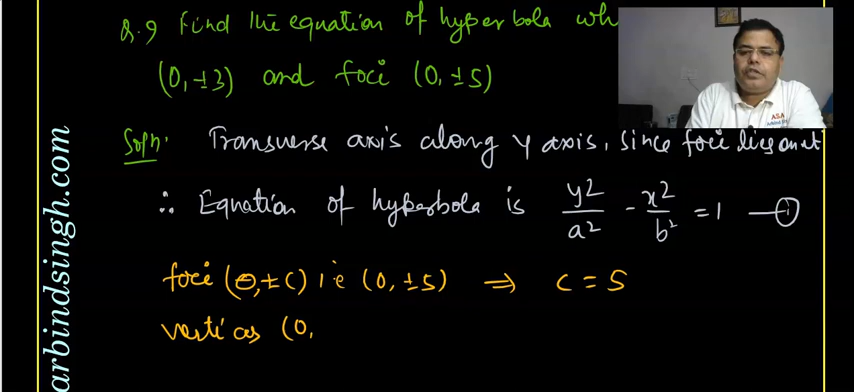 Q.9 Find the equation of hyperbola wh
(0, ±3) and foci (0, ±5)
Soln. Transverse axis along y axis, since foci lies on it
∴ Equation of hyperbola is y2/a2 - x2/b2 = 1 — ①
foci (0, ± c) i.e (0, ±5) ⇒ c = 5
vertices (0,
arbindsingh.com
ASA